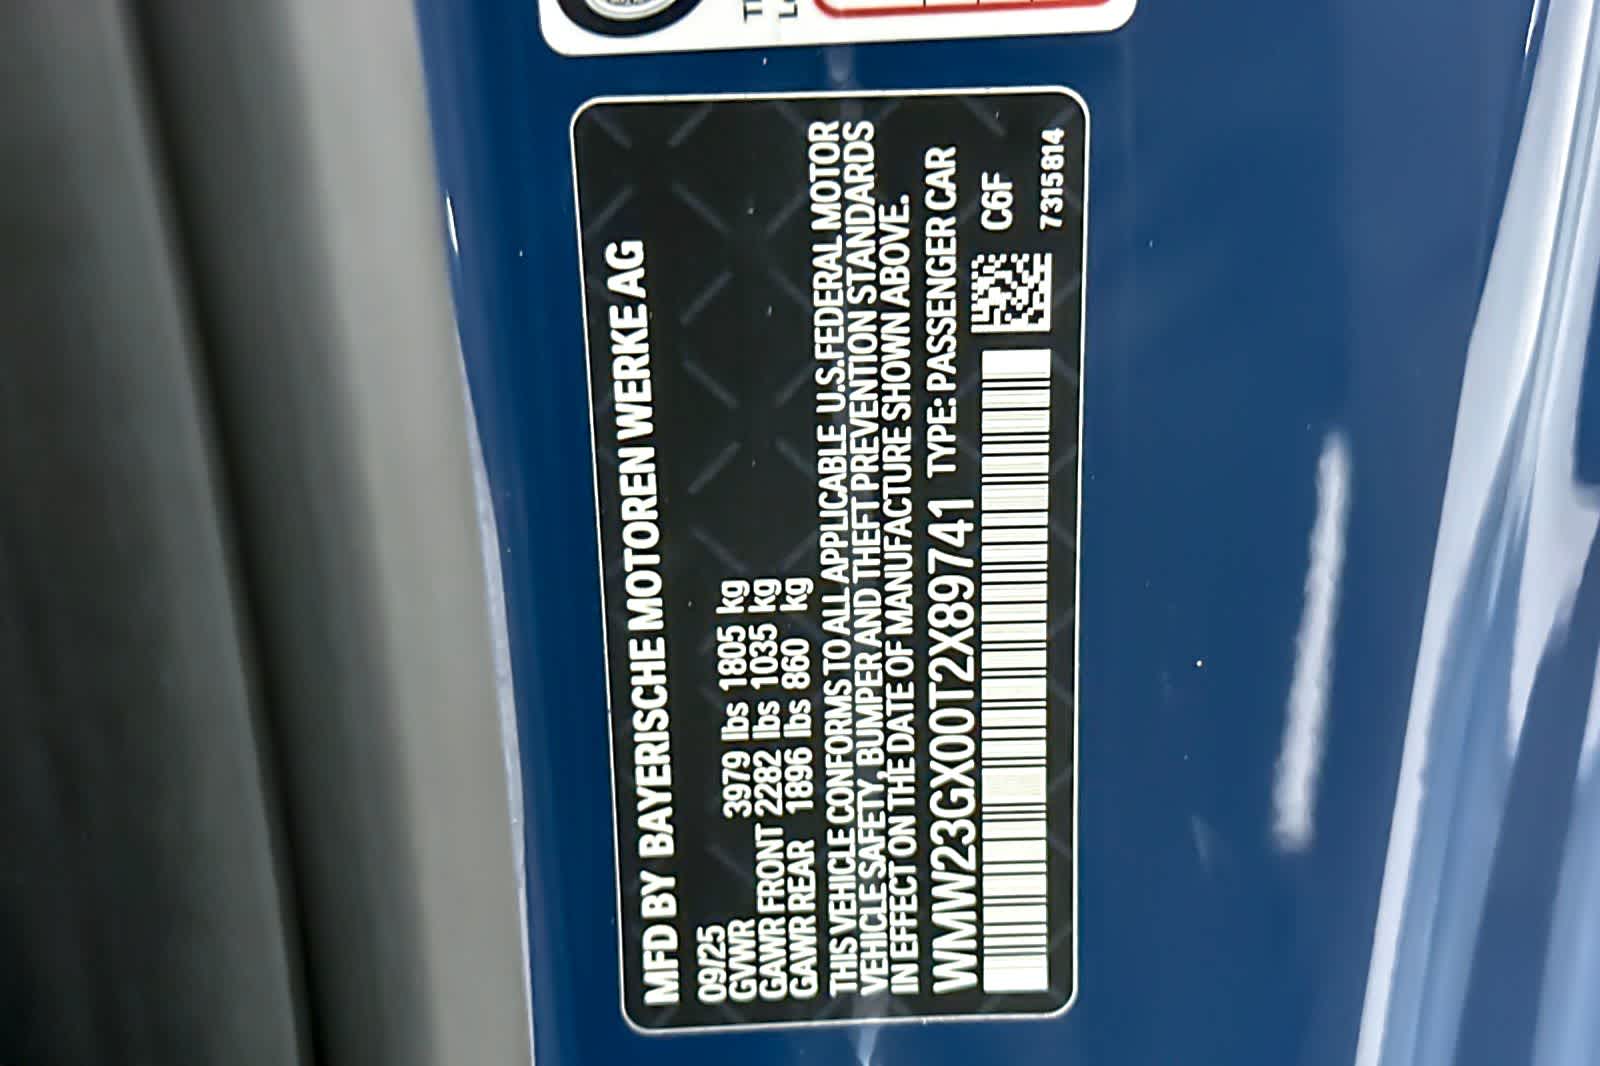 MFD BY BAYERISCHE MOTOREN WERKE AG
09/25
GVWR 3979 lbs 1805 kg
GAWR FRONT 2282 lbs 1035 kg
GAWR REAR 1896 lbs 860 kg
THIS VEHICLE CONFORMS TO ALL APPLICABLE U.S.FEDERAL MOTOR
VEHICLE SAFETY, BUMPER AND THEFT PREVENTION STANDARDS
IN EFFECT ON THE DATE OF MANUFACTURE SHOWN ABOVE.
WMW23GX00T2X89741 TYPE: PASSENGER CAR
C6F
7315814